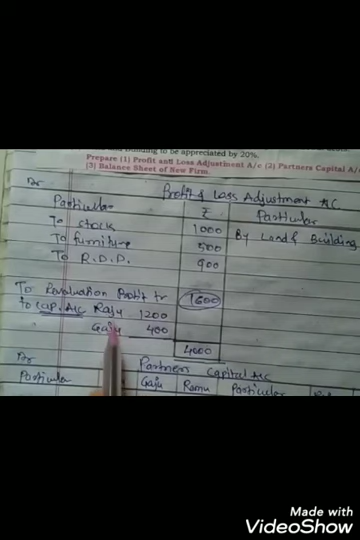 and Building to be appreciated by 20%.
Prepare (1) Profit and Loss Adjustment A/c (2) Partners Capital A/c
(3) Balance Sheet of New Firm.
Dr Profit & Loss Adjustment A/C
Particular ₹ Particular
To stock 1000 By Land & Building
To furniture 500
To R.D.D. 900
To Revaluation Profit tr 1600
to cap. A/c Raju 1200
Gaju 400
4000
Dr Partners Capital A/c
Particular Gaju Ramu Particular
Made with
VideoShow